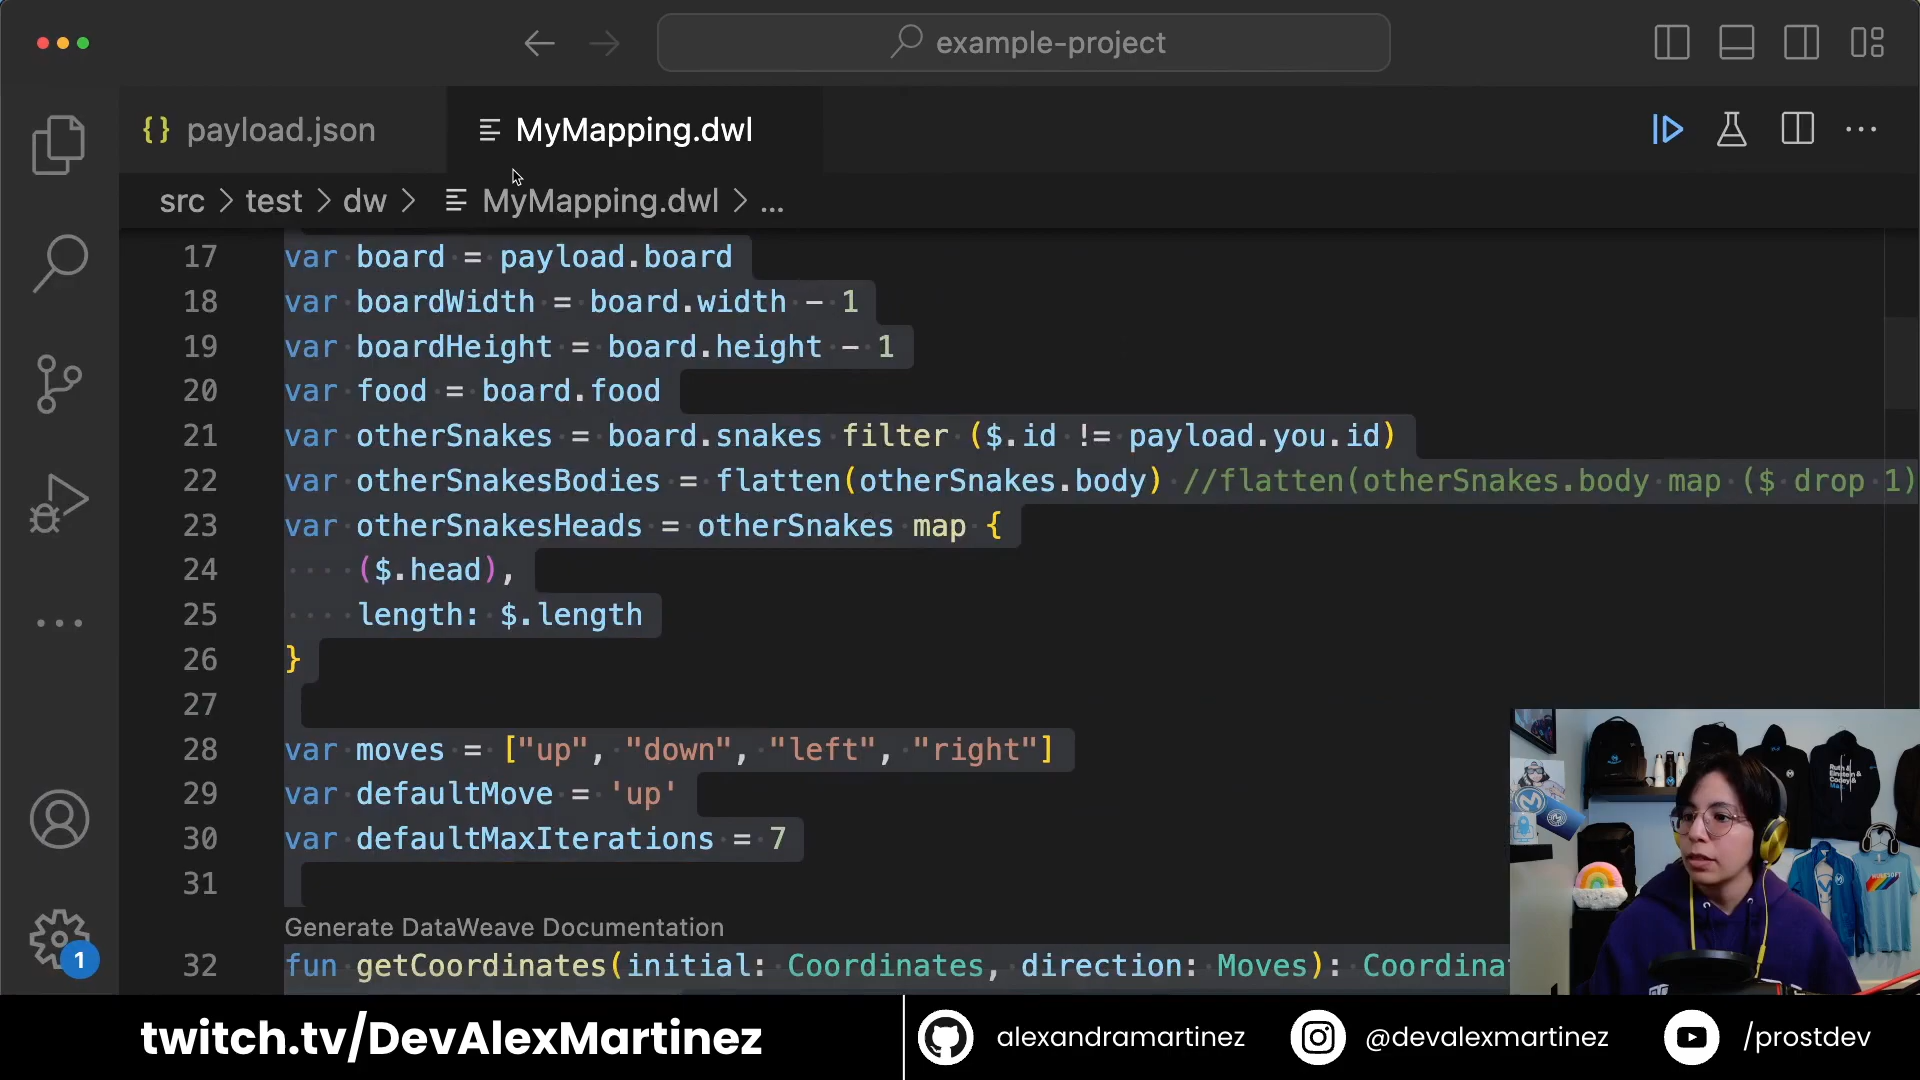 example-project
payload.json
MyMapping.dwl
src > test > dw > MyMapping.dwl > ...
17 var board = payload.board
18 var boardWidth = board.width - 1
19 var boardHeight = board.height - 1
20 var food = board.food
21 var otherSnakes = board.snakes filter ($.id != payload.you.id)
22 var otherSnakesBodies = flatten(otherSnakes.body) //flatten(otherSnakes.body map ($ drop 1)
23 var otherSnakesHeads = otherSnakes map {
24 ($.head),
25 length: $.length
26 }
27
28 var moves = ["up", "down", "left", "right"]
29 var defaultMove = 'up'
30 var defaultMaxIterations = 7
31
Generate DataWeave Documentation
32 fun getCoordinates(initial: Coordinates, direction: Moves): Coordina
1
twitch.tv/DevAlexMartinez
alexandramartinez
@devalexmartinez
/prostdev